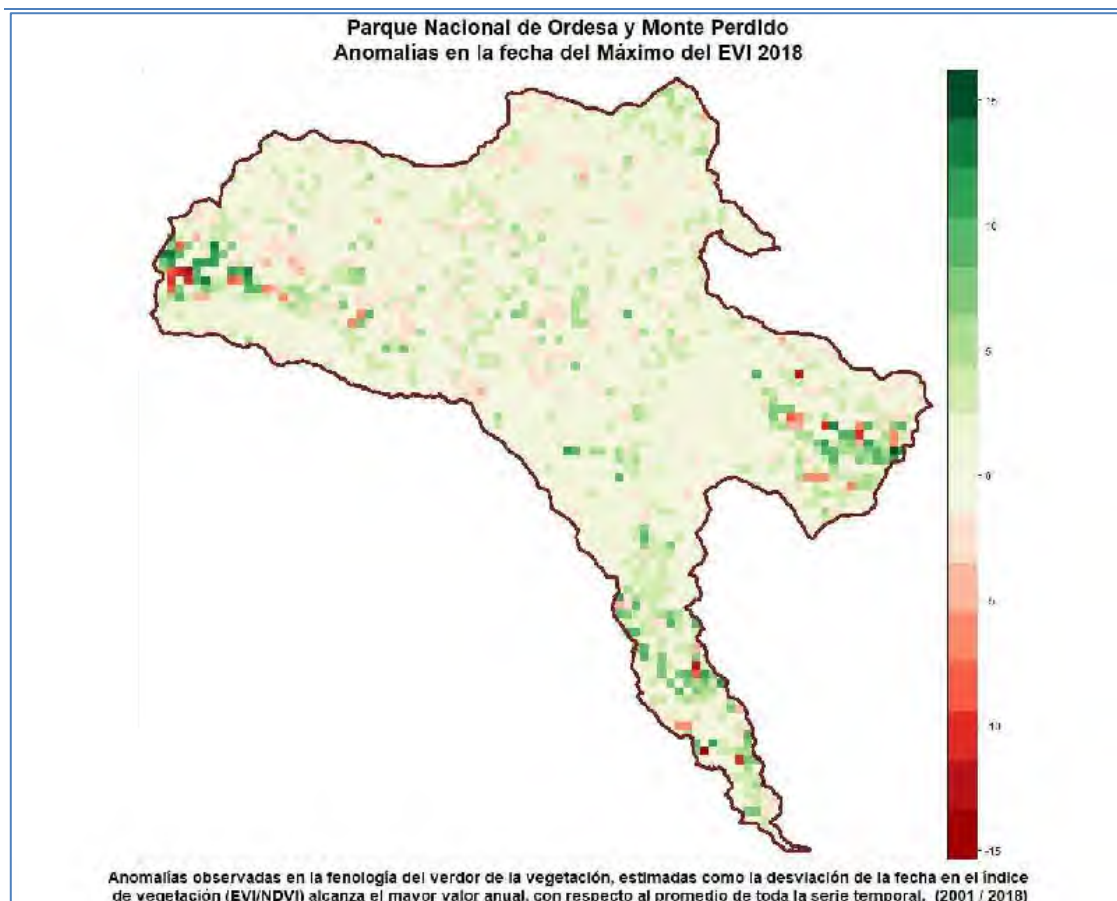 Parque Nacional de Ordesa y Monte Perdido
Anomalías en la fecha del Máximo del EVI 2018
15
10
5
0
-5
-10
-15
Anomalías observadas en la fenología del verdor de la vegetación, estimadas como la desviación de la fecha en el índice
de vegetación (EVI/NDVI) alcanza el mayor valor anual, con respecto al promedio de toda la serie temporal. (2001 / 2018)